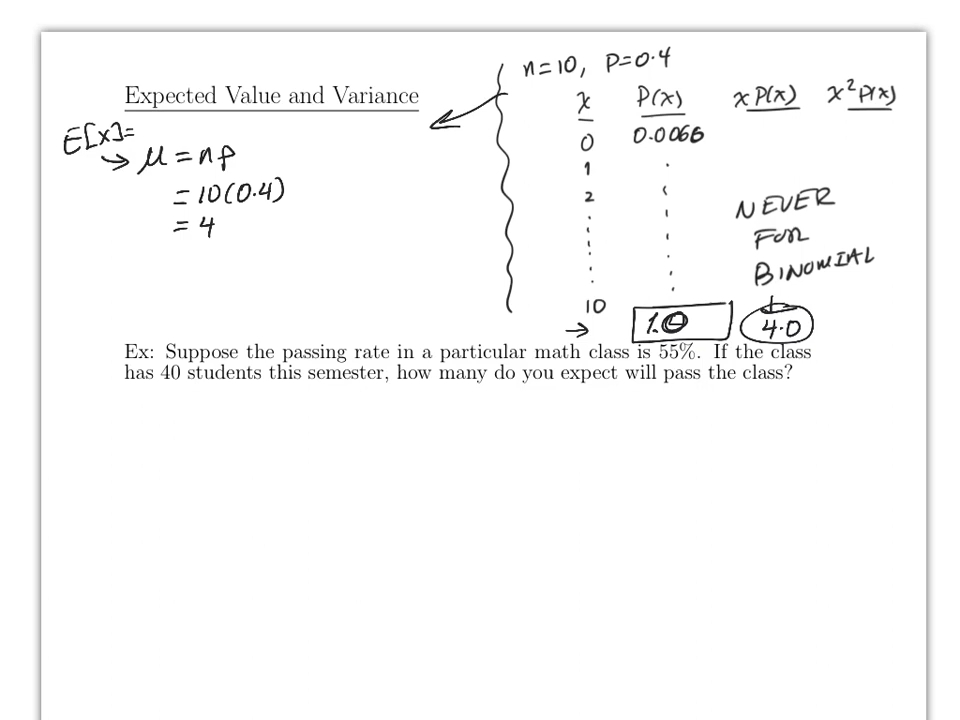 n=10, P=0.4
Expected Value and Variance
x P(x) xP(x) x²P(x)
E[x]=
0 0.0066
→ μ = np
1
= 10(0.4)
2
= 4
NEVER
FOR
BINOMIAL
10
→ 1.0 4.0
Ex: Suppose the passing rate in a particular math class is 55%. If the class
has 40 students this semester, how many do you expect will pass the class?